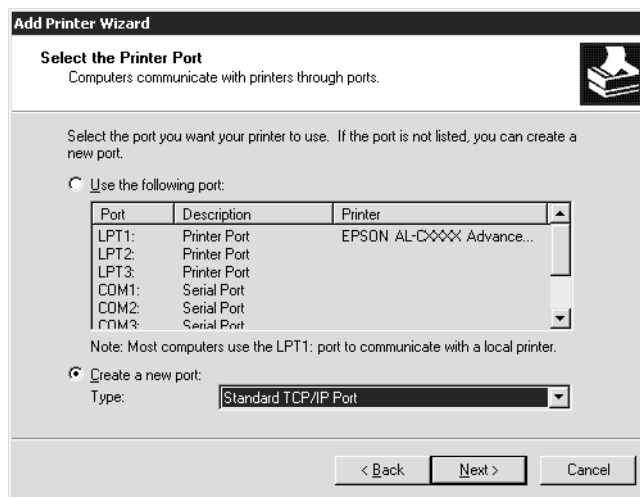 Add Printer Wizard
Select the Printer Port
Computers communicate with printers through ports.
Select the port you want your printer to use. If the port is not listed, you can create a
new port.
Use the following port:
Port Description Printer
LPT1: Printer Port EPSON AL-CXXXX Advance...
LPT2: Printer Port
LPT3: Printer Port
COM1: Serial Port
COM2: Serial Port
COM3: Serial Port
Note: Most computers use the LPT1: port to communicate with a local printer.
Create a new port:
Type: Standard TCP/IP Port
< Back Next > Cancel